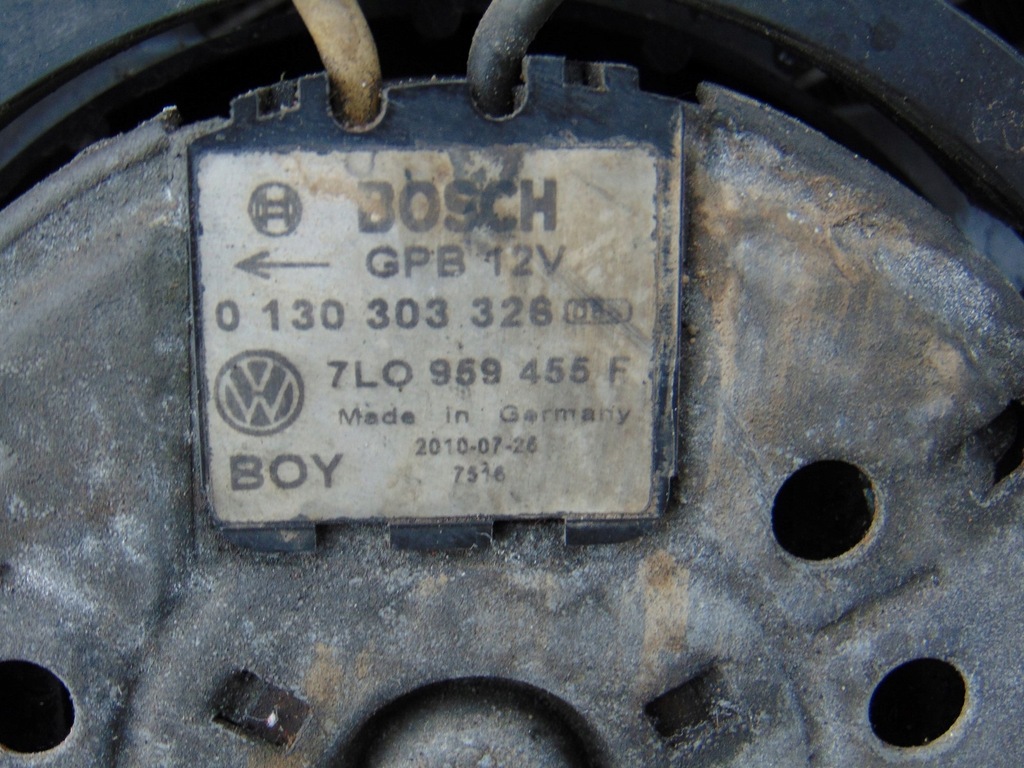 BOSCH
GPB 12V
0 130 303 326
7L0 959 455 F
Made in Germany
2010-07-26
BOY 7516